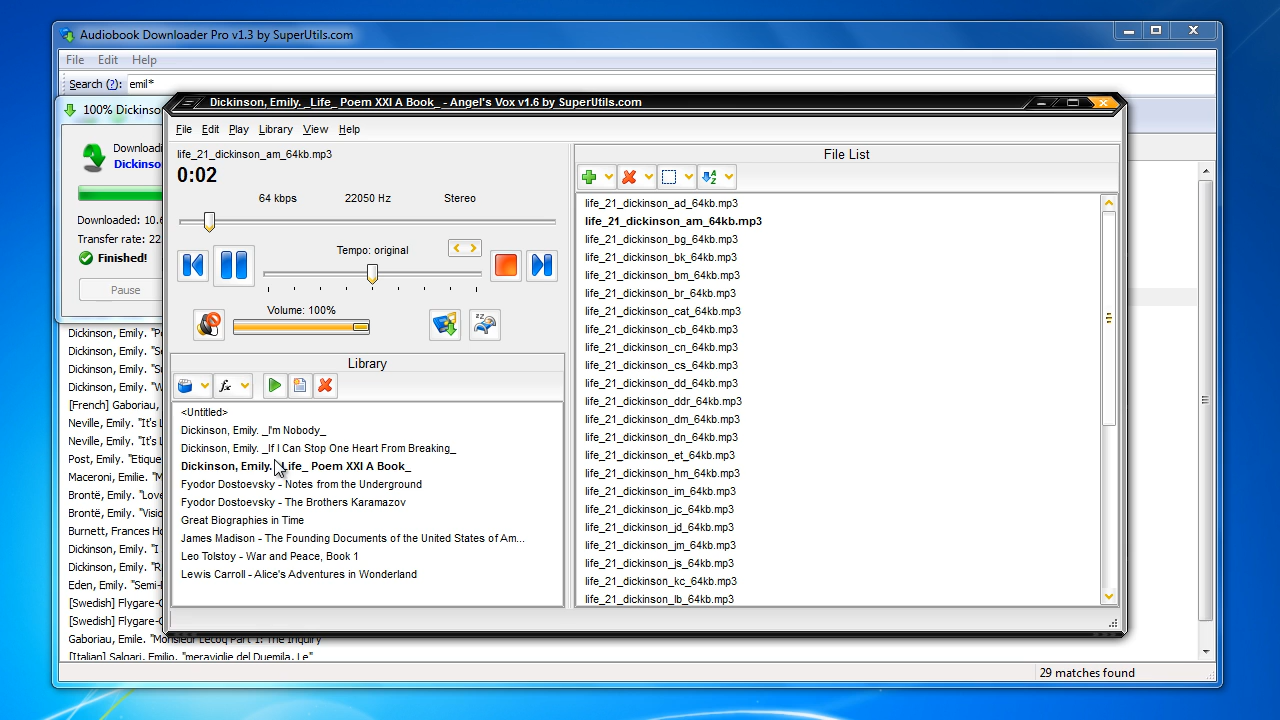 Audiobook Downloader Pro v1.3 by SuperUtils.com
File Edit Help
Search (?): emil*
100% Dickinso
Downloadi
Dickinso
Downloaded: 10.6
Transfer rate: 22
Finished!
Pause
Dickinson, Emily. _Life_ Poem XXI A Book_ - Angel's Vox v1.6 by SuperUtils.com
File Edit Play Library View Help
life_21_dickinson_am_64kb.mp3
0:02
64 kbps 22050 Hz Stereo
Tempo: original
Volume: 100%
Library
fx
<Untitled>
Dickinson, Emily. _I'm Nobody_
Dickinson, Emily. _If I Can Stop One Heart From Breaking_
Dickinson, Emily. _Life_ Poem XXI A Book_
Fyodor Dostoevsky - Notes from the Underground
Fyodor Dostoevsky - The Brothers Karamazov
Great Biographies in Time
James Madison - The Founding Documents of the United States of Am...
Leo Tolstoy - War and Peace, Book 1
Lewis Carroll - Alice's Adventures in Wonderland
File List
life_21_dickinson_ad_64kb.mp3
life_21_dickinson_am_64kb.mp3
life_21_dickinson_bg_64kb.mp3
life_21_dickinson_bk_64kb.mp3
life_21_dickinson_bm_64kb.mp3
life_21_dickinson_br_64kb.mp3
life_21_dickinson_cat_64kb.mp3
life_21_dickinson_cb_64kb.mp3
life_21_dickinson_cn_64kb.mp3
life_21_dickinson_cs_64kb.mp3
life_21_dickinson_dd_64kb.mp3
life_21_dickinson_ddr_64kb.mp3
life_21_dickinson_dm_64kb.mp3
life_21_dickinson_dn_64kb.mp3
life_21_dickinson_et_64kb.mp3
life_21_dickinson_hm_64kb.mp3
life_21_dickinson_im_64kb.mp3
life_21_dickinson_jc_64kb.mp3
life_21_dickinson_jd_64kb.mp3
life_21_dickinson_jm_64kb.mp3
life_21_dickinson_js_64kb.mp3
life_21_dickinson_kc_64kb.mp3
life_21_dickinson_lb_64kb.mp3
Dickinson, Emily. "P
Dickinson, Emily. "S
Dickinson, Emily. "S
Dickinson, Emily. "W
[French] Gaboriau,
Neville, Emily. "It's
Neville, Emily. "It's
Post, Emily. "Etique
Maceroni, Emilie. "M
Brontë, Emily. "Love
Brontë, Emily. "Visi
Burnett, Frances Ho
Dickinson, Emily. "I
Dickinson, Emily. "R
Eden, Emily. "Semi-
[Swedish] Flygare-C
[Swedish] Flygare-C
Gaboriau, Emile. "Monsieur Lecoq Part 1: The Inquiry"
[Italian] Salgari, Emilio. "meraviglie del Duemila, Le"
29 matches found